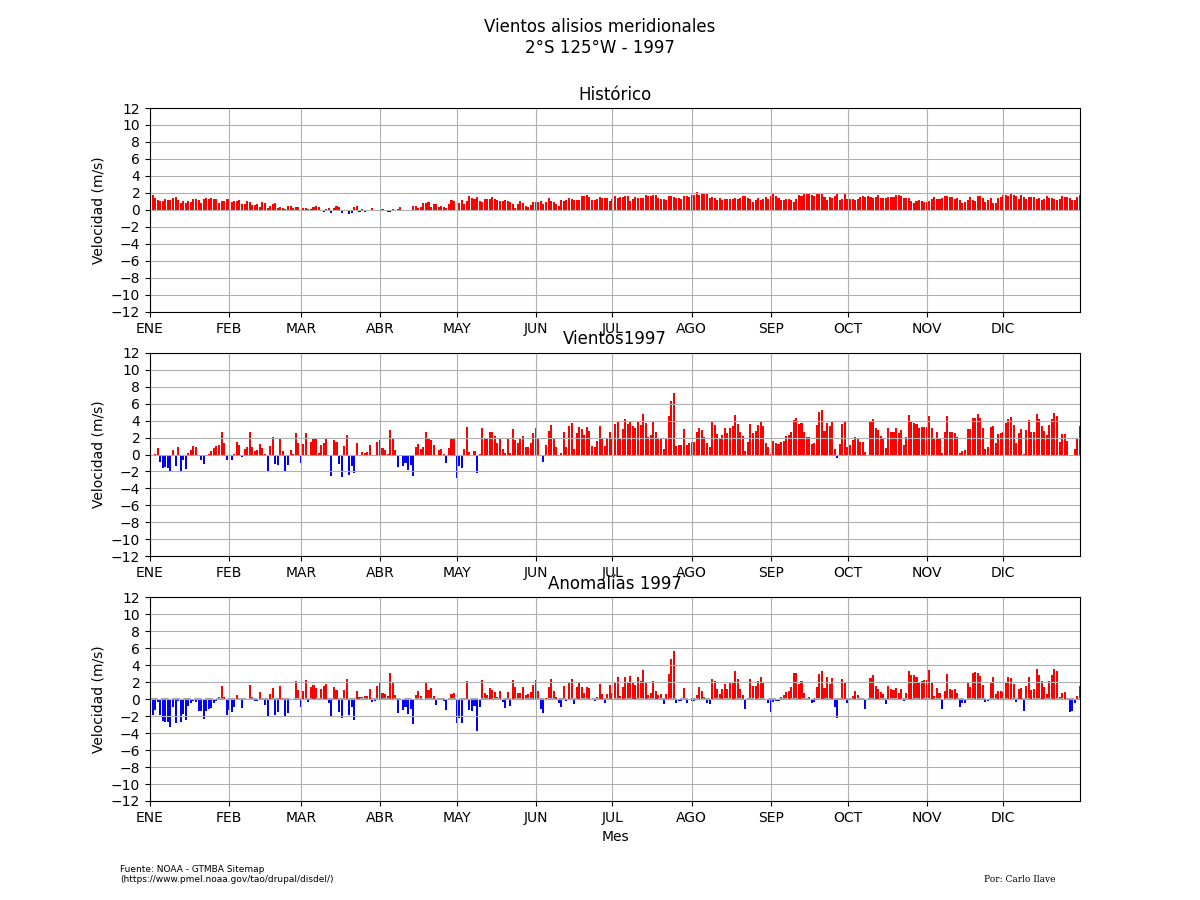 Vientos alisios meridionales
2°S 125°W - 1997
Histórico
12
10
8
6
4
2
0
−2
−4
−6
−8
−10
−12
Velocidad (m/s)
ENE FEB MAR ABR MAY JUN JUL AGO SEP OCT NOV DIC
Vientos1997
12
10
8
6
4
2
0
−2
−4
−6
−8
−10
−12
Velocidad (m/s)
ENE FEB MAR ABR MAY JUN JUL AGO SEP OCT NOV DIC
Anomalías 1997
12
10
8
6
4
2
0
−2
−4
−6
−8
−10
−12
Velocidad (m/s)
ENE FEB MAR ABR MAY JUN JUL AGO SEP OCT NOV DIC
Mes
Fuente: NOAA - GTMBA Sitemap
(https://www.pmel.noaa.gov/tao/drupal/disdel/)
Por: Carlo Ilave